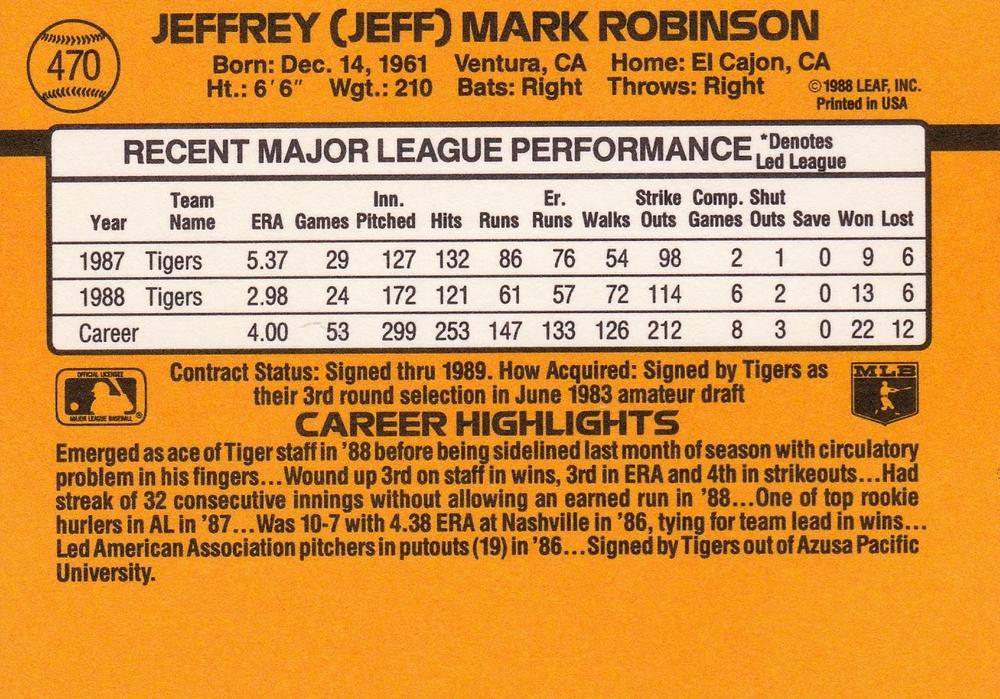 470
JEFFREY (JEFF) MARK ROBINSON
Born: Dec. 14, 1961 Ventura, CA Home: El Cajon, CA
Ht.: 6'6" Wgt.: 210 Bats: Right Throws: Right
©1988 LEAF, INC.
Printed in USA
RECENT MAJOR LEAGUE PERFORMANCE *Denotes Led League
Year Team Name ERA Games Inn. Pitched Hits Runs Er. Runs Walks Strike Outs Comp. Games Shut Outs Save Won Lost
1987 Tigers 5.37 29 127 132 86 76 54 98 2 1 0 9 6
1988 Tigers 2.98 24 172 121 61 57 72 114 6 2 0 13 6
Career 4.00 53 299 253 147 133 126 212 8 3 0 22 12
OFFICIAL LICENSEE
MAJOR LEAGUE BASEBALL®
Contract Status: Signed thru 1989. How Acquired: Signed by Tigers as
their 3rd round selection in June 1983 amateur draft
MLB
CAREER HIGHLIGHTS
Emerged as ace of Tiger staff in '88 before being sidelined last month of season with circulatory
problem in his fingers...Wound up 3rd on staff in wins, 3rd in ERA and 4th in strikeouts...Had
streak of 32 consecutive innings without allowing an earned run in '88...One of top rookie
hurlers in AL in '87...Was 10-7 with 4.38 ERA at Nashville in '86, tying for team lead in wins...
Led American Association pitchers in putouts (19) in '86...Signed by Tigers out of Azusa Pacific
University.